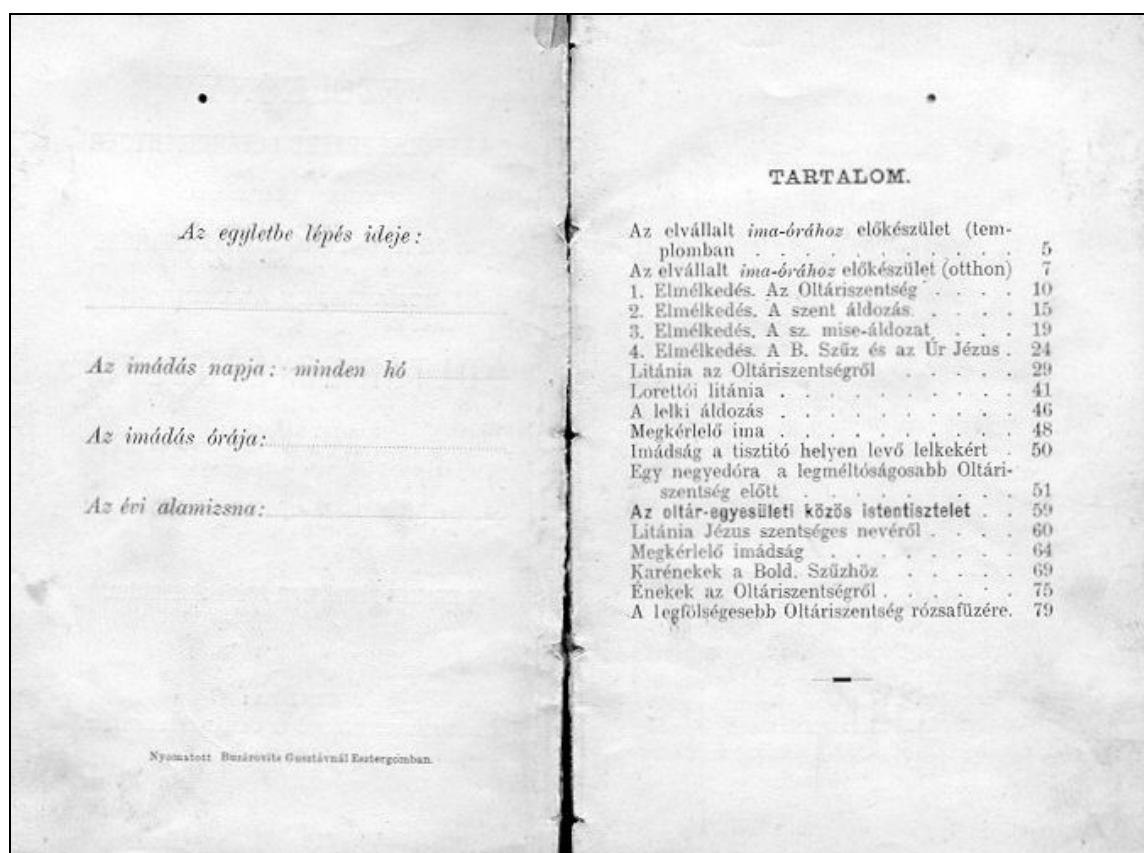 Az egyletbe lépés ideje:
Az imádás napja: minden hó
Az imádás órája:
Az évi alamizsna:
Nyomatott Buzárovits Gusztávnál Esztergomban.
TARTALOM.
Az elvállalt ima-órához előkészület (tem-
plomban . . . . . . . . . . . . . 5
Az elvállalt ima-órához előkészület (otthon) 7
1. Elmélkedés. Az Oltáriszentség . . . . 10
2. Elmélkedés. A szent áldozás . . . . 15
3. Elmélkedés. A sz. mise-áldozat . . . 19
4. Elmélkedés. A B. Szűz és az Úr Jézus . 24
Litánia az Oltáriszentségről . . . . . 29
Lorettói litánia . . . . . . . . . . 41
A lelki áldozás . . . . . . . . . . 46
Megkérlelő ima . . . . . . . . . . 48
Imádság a tisztitó helyen levő lelkekért . 50
Egy negyedóra a legméltóságosabb Oltári-
szentség előtt . . . . . . . . . 51
Az oltár-egyesületi közös istentisztelet . . 59
Litánia Jézus szentséges nevéről . . . . 60
Megkérlelő imádság . . . . . . . . 64
Karénekek a Bold. Szűzhöz . . . . . 69
Énekek az Oltáriszentségről . . . . . . 75
A legfölségesebb Oltáriszentség rózsafüzére. 79